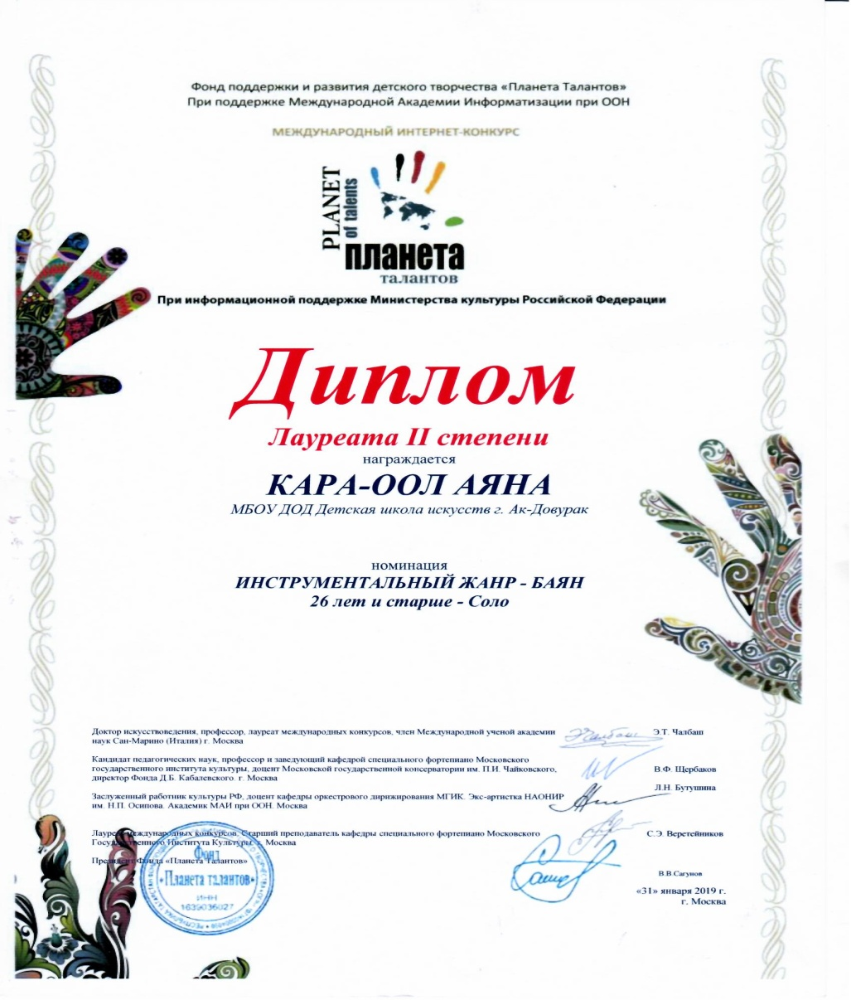 Фонд поддержки и развития детского творчества «Планета Талантов»
При поддержке Международной Академии Информатизации при ООН
МЕЖДУНАРОДНЫЙ ИНТЕРНЕТ-КОНКУРС
PLANET
of talents
планета
талантов
При информационной поддержке Министерства культуры Российской Федерации
Диплом
Лауреата II степени
награждается
КАРА-ООЛ АЯНА
МБОУ ДОД Детская школа искусств г. Ак-Довурак
номинация
ИНСТРУМЕНТАЛЬНЫЙ ЖАНР - БАЯН
26 лет и старше - Соло
Доктор искусствоведения, профессор, лауреат международных конкурсов, член Международной ученой академии
наук Сан-Марино (Италия) г. Москва
Э.Т. Чалбаш
Кандидат педагогических наук, профессор и заведующий кафедрой специального фортепиано Московского
государственного института культуры, доцент Московской государственной консерватории им. П.И. Чайковского,
директор Фонда Д.Б. Кабалевского. г. Москва
В.Ф. Щербаков
Л.Н. Бутушина
Заслуженный работник культуры РФ, доцент кафедры оркестрового дирижирования МГИК. Экс-артистка НАОНИР
им. Н.П. Осипова. Академик МАИ при ООН. Москва
Лауреат международных конкурсов. Старший преподаватель кафедры специального фортепиано Московского
Государственного Института Культуры. г. Москва
С.Э. Веретейников
Президент Фонда «Планета Талантов»
В.В.Сагунов
Фонд
«Планета талантов»
ИНН
1639036027
«31» января 2019 г.
г. Москва